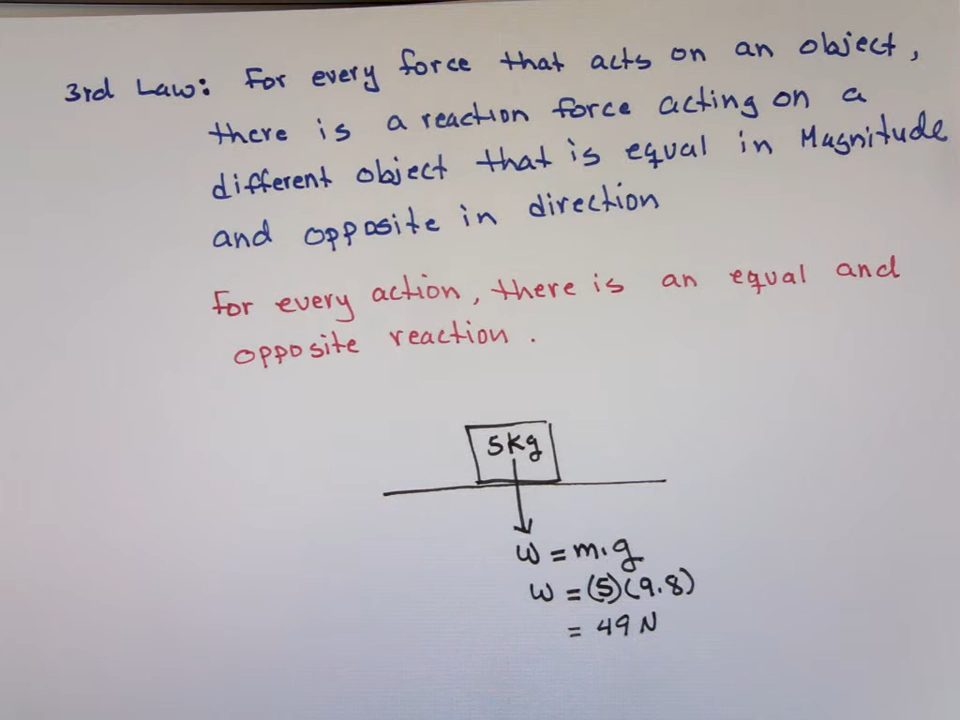 3rd Law: For every force that acts on an object,
there is a reaction force acting on a
different object that is equal in Magnitude
and opposite in direction
For every action, there is an equal and
opposite reaction.
5kg
W = m.g
W = (5)(9.8)
= 49 N